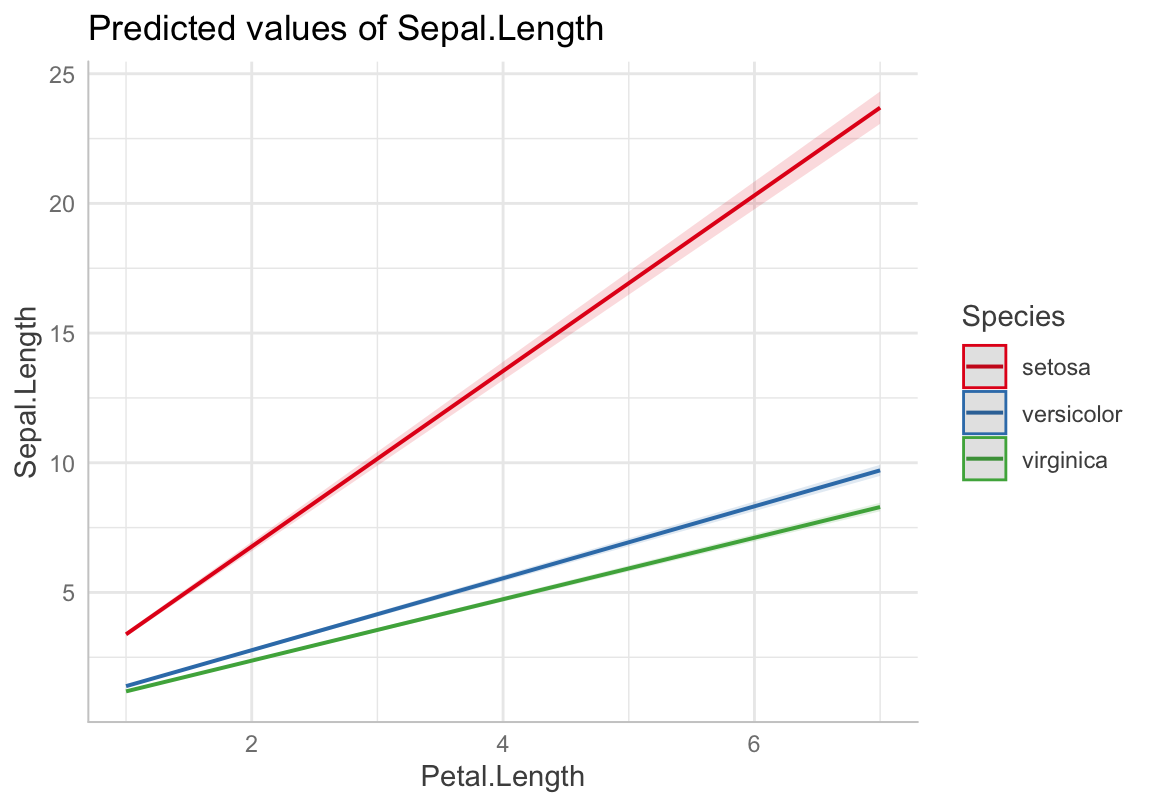 Predicted values of Sepal.Length
25
20
15
10
5
Sepal.Length
2 4 6
Petal.Length
Species
setosa
versicolor
virginica